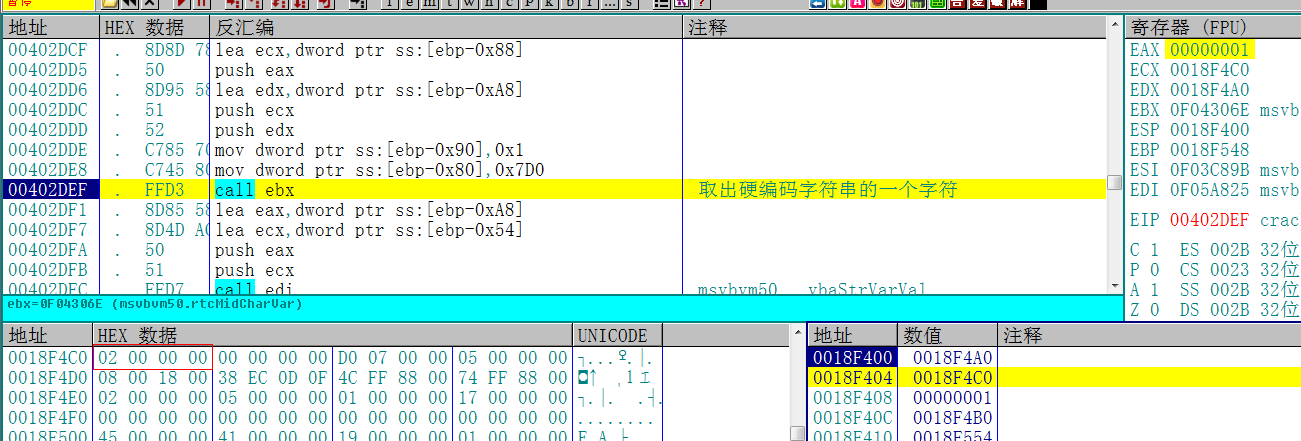 暂停 l e m t w h c P k b r ... s
地址 HEX 数据 反汇编 注释 寄存器 (FPU)
00402DCF . 8D8D 78 lea ecx,dword ptr ss:[ebp-0x88] EAX 00000001
00402DD5 . 50 push eax ECX 0018F4C0
00402DD6 . 8D95 58 lea edx,dword ptr ss:[ebp-0xA8] EDX 0018F4A0
00402DDC . 51 push ecx EBX 0F04306E msvb
00402DDD . 52 push edx ESP 0018F400
00402DDE . C785 70 mov dword ptr ss:[ebp-0x90],0x1 EBP 0018F548
00402DE8 . C745 80 mov dword ptr ss:[ebp-0x80],0x7D0 ESI 0F03C89B msvb
00402DEF . FFD3 call ebx 取出硬编码字符串的一个字符 EDI 0F05A825 msvb
00402DF1 . 8D85 58 lea eax,dword ptr ss:[ebp-0xA8] EIP 00402DEF crac
00402DF7 . 8D4D AC lea ecx,dword ptr ss:[ebp-0x54]
00402DFA . 50 push eax C 1 ES 002B 32位
00402DFB . 51 push ecx P 0 CS 0023 32位
00402DFC . FFD7 call edi msvbvm50.__vbaStrVarVal A 1 SS 002B 32位
ebx=0F04306E (msvbvm50.rtcMidCharVar) Z 0 DS 002B 32位
地址 HEX 数据 UNICODE 地址 数值 注释
0018F4C0 02 00 00 00 00 00 00 00 D0 07 00 00 05 00 00 00 0018F400 0018F4A0
0018F4D0 08 00 18 00 38 EC 0D 0F 4C FF 88 00 74 FF 88 00 0018F404 0018F4C0
0018F4E0 02 00 00 00 05 00 00 00 01 00 00 00 17 00 00 00 0018F408 00000001
0018F4F0 00 00 00 00 00 00 00 00 00 00 00 00 00 00 00 00 ........ 0018F40C 0018F4B0
0018F500 45 00 00 00 41 00 00 00 19 00 00 00 01 00 00 00 0018F410 0018F554